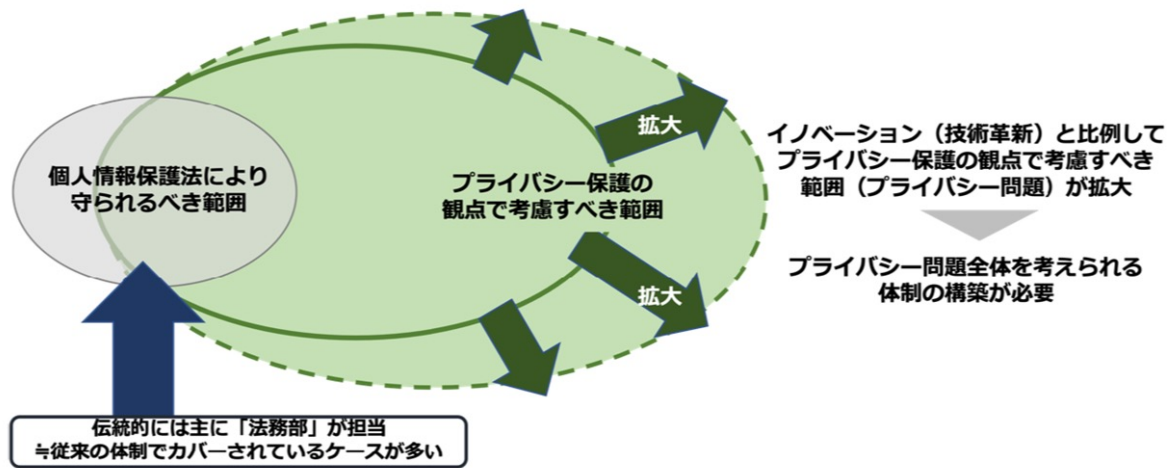 個人情報保護法により
守られるべき範囲
プライバシー保護の
観点で考慮すべき範囲
拡大
拡大
イノベーション（技術革新）と比例して
プライバシー保護の観点で考慮すべき
範囲（プライバシー問題）が拡大
プライバシー問題全体を考えられる
体制の構築が必要
伝統的には主に「法務部」が担当
≒従来の体制でカバーされているケースが多い